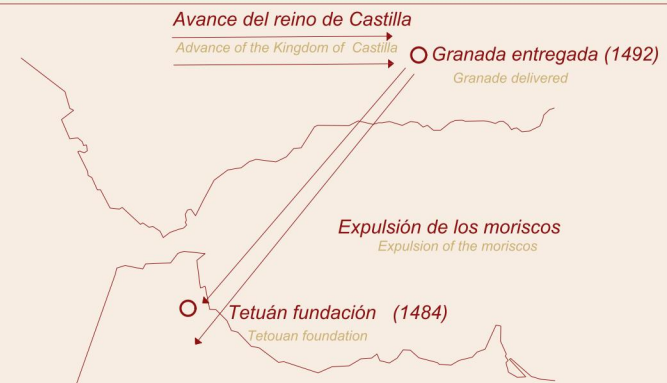 Avance del reino de Castilla
Advance of the Kingdom of Castilla
Granada entregada (1492)
Granade delivered
Expulsión de los moriscos
Expulsion of the moriscos
Tetuán fundación (1484)
Tetouan foundation